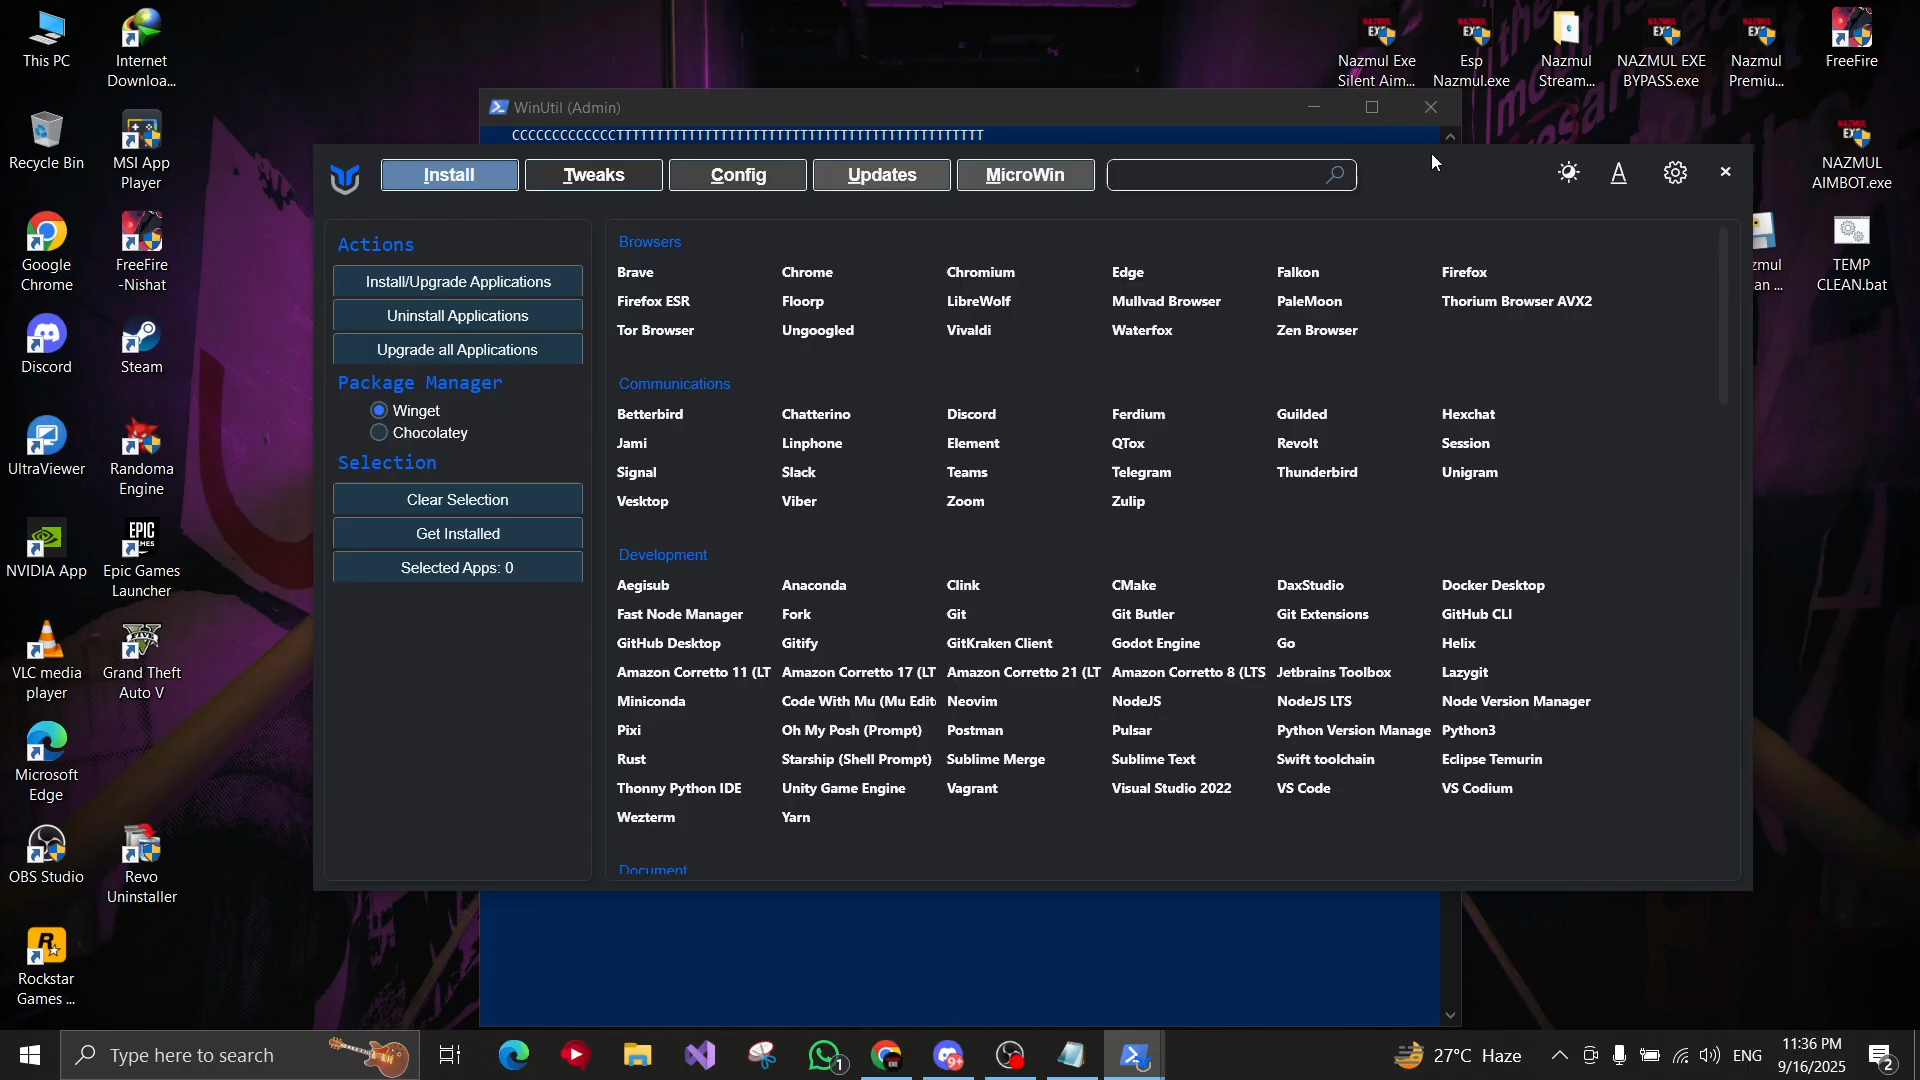 This PC
Internet
Downloa...
Nazmul Exe
Silent Aim...
Esp
Nazmul.exe
Nazmul
Stream...
NAZMUL EXE
BYPASS.exe
Nazmul
Premiu...
FreeFire
WinUtil (Admin)
CCCCCCCCCCCCCTTTTTTTTTTTTTTTTTTTTTTTTTTTTTTTTTTTTTTTTTTTTTT
Recycle Bin
MSI App
Player
NAZMUL
AIMBOT.exe
Install
Tweaks
Config
Updates
MicroWin
Google
Chrome
FreeFire
-Nishat
zmul
an ...
TEMP
CLEAN.bat
Actions
Install/Upgrade Applications
Uninstall Applications
Upgrade all Applications
Package Manager
Winget
Chocolatey
Selection
Clear Selection
Get Installed
Selected Apps: 0
Browsers
Brave
Chrome
Chromium
Edge
Falkon
Firefox
Firefox ESR
Floorp
LibreWolf
Mullvad Browser
PaleMoon
Thorium Browser AVX2
Tor Browser
Ungoogled
Vivaldi
Waterfox
Zen Browser
Communications
Betterbird
Chatterino
Discord
Ferdium
Guilded
Hexchat
Jami
Linphone
Element
QTox
Revolt
Session
Signal
Slack
Teams
Telegram
Thunderbird
Unigram
Vesktop
Viber
Zoom
Zulip
Development
Aegisub
Anaconda
Clink
CMake
DaxStudio
Docker Desktop
Fast Node Manager
Fork
Git
Git Butler
Git Extensions
GitHub CLI
GitHub Desktop
Gitify
GitKraken Client
Godot Engine
Go
Helix
Amazon Corretto 11 (LT
Amazon Corretto 17 (LT
Amazon Corretto 21 (LT
Amazon Corretto 8 (LTS
Jetbrains Toolbox
Lazygit
Miniconda
Code With Mu (Mu Edit
Neovim
NodeJS
NodeJS LTS
Node Version Manager
Pixi
Oh My Posh (Prompt)
Postman
Pulsar
Python Version Manage
Python3
Rust
Starship (Shell Prompt)
Sublime Merge
Sublime Text
Swift toolchain
Eclipse Temurin
Thonny Python IDE
Unity Game Engine
Vagrant
Visual Studio 2022
VS Code
VS Codium
Wezterm
Yarn
Document
Discord
Steam
UltraViewer
Randoma
Engine
NVIDIA App
Epic Games
Launcher
VLC media
player
Grand Theft
Auto V
Microsoft
Edge
OBS Studio
Revo
Uninstaller
Rockstar
Games ...
Type here to search
1
9+
27°C Haze
ENG
11:36 PM
9/16/2025
2